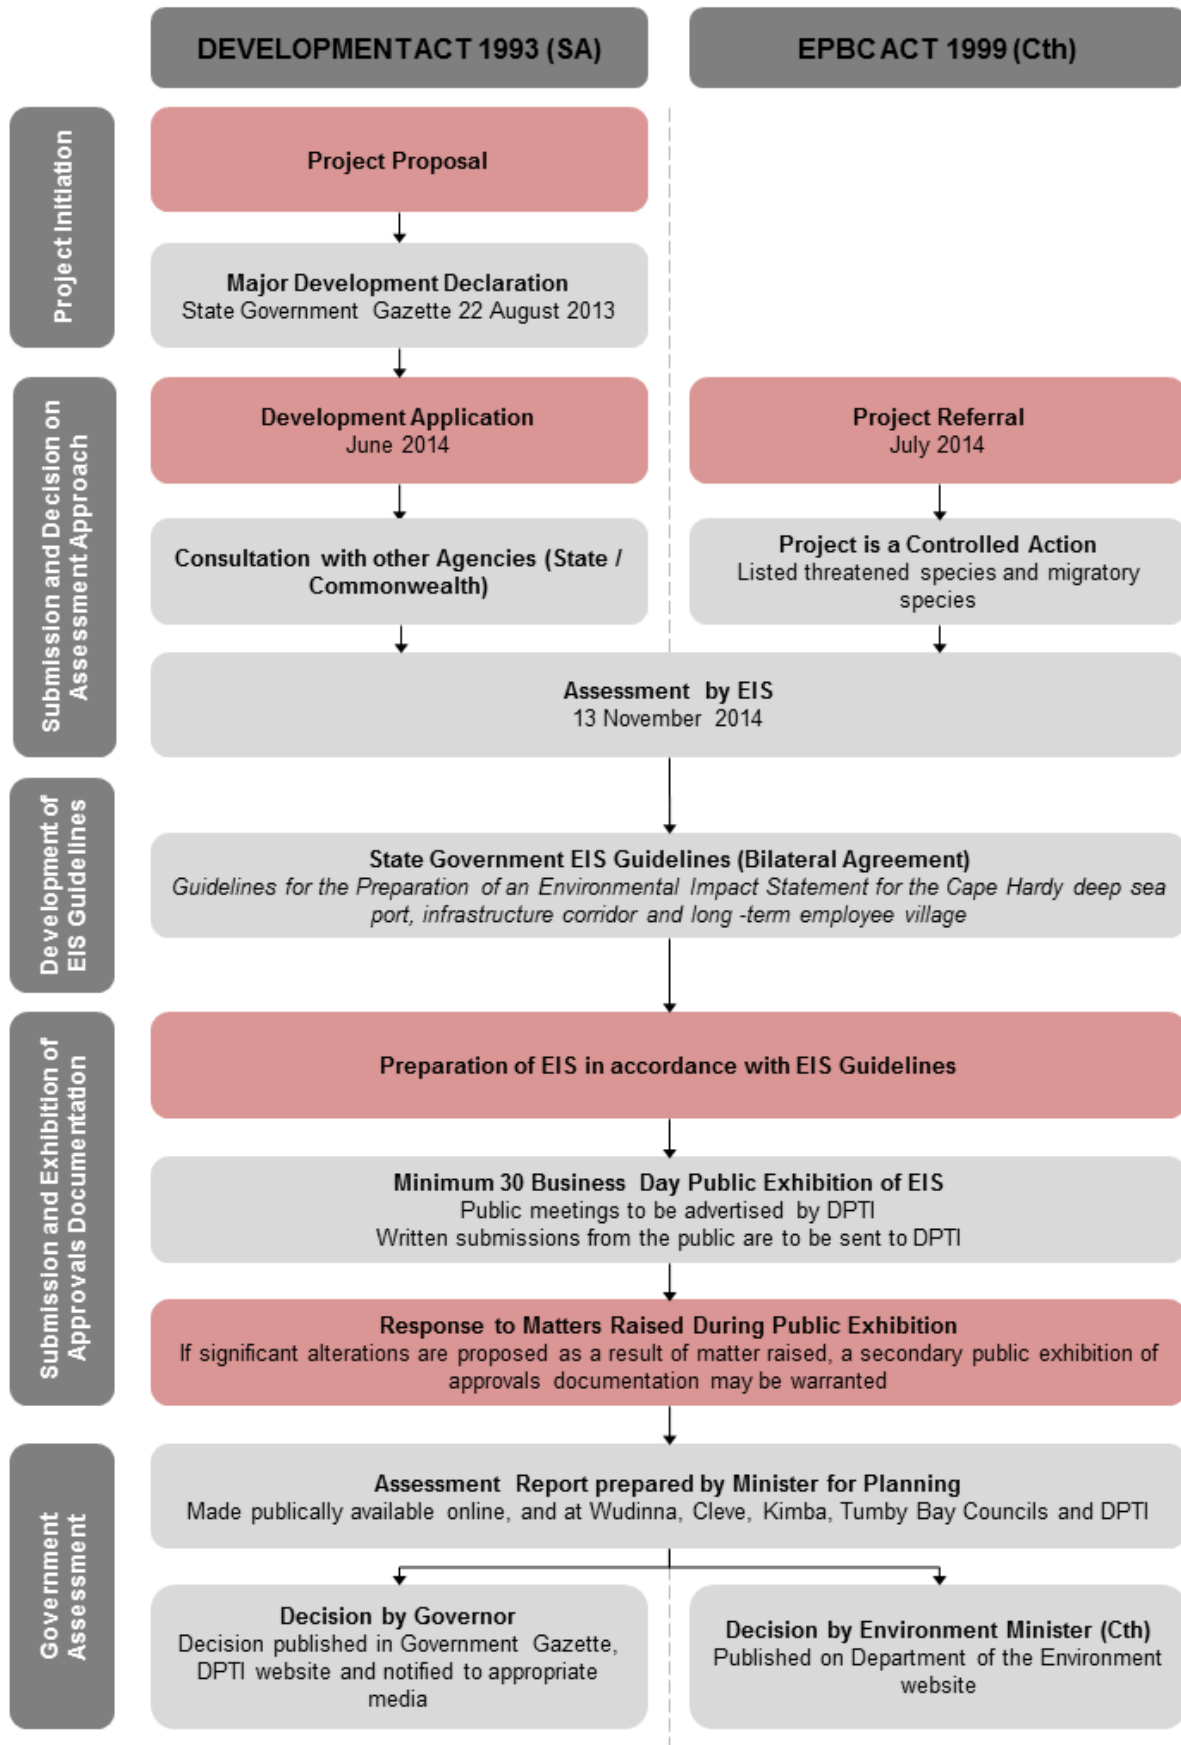 DEVELOPMENT ACT 1993 (SA)
EPBC ACT 1999 (Cth)
Project Initiation
Project Proposal
Major Development Declaration
State Government Gazette 22 August 2013
Submission and Decision on
Assessment Approach
Development Application
June 2014
Project Referral
July 2014
Consultation with other Agencies (State /
Commonwealth)
Project is a Controlled Action
Listed threatened species and migratory
species
Assessment by EIS
13 November 2014
Development of
EIS Guidelines
State Government EIS Guidelines (Bilateral Agreement)
Guidelines for the Preparation of an Environmental Impact Statement for the Cape Hardy deep sea
port, infrastructure corridor and long -term employee village
Submission and Exhibition of
Approvals Documentation
Preparation of EIS in accordance with EIS Guidelines
Minimum 30 Business Day Public Exhibition of EIS
Public meetings to be advertised by DPTI
Written submissions from the public are to be sent to DPTI
Response to Matters Raised During Public Exhibition
If significant alterations are proposed as a result of matter raised, a secondary public exhibition of
approvals documentation may be warranted
Government
Assessment
Assessment Report prepared by Minister for Planning
Made publically available online, and at Wudinna, Cleve, Kimba, Tumby Bay Councils and DPTI
Decision by Governor
Decision published in Government Gazette,
DPTI website and notified to appropriate
media
Decision by Environment Minister (Cth)
Published on Department of the Environment
website